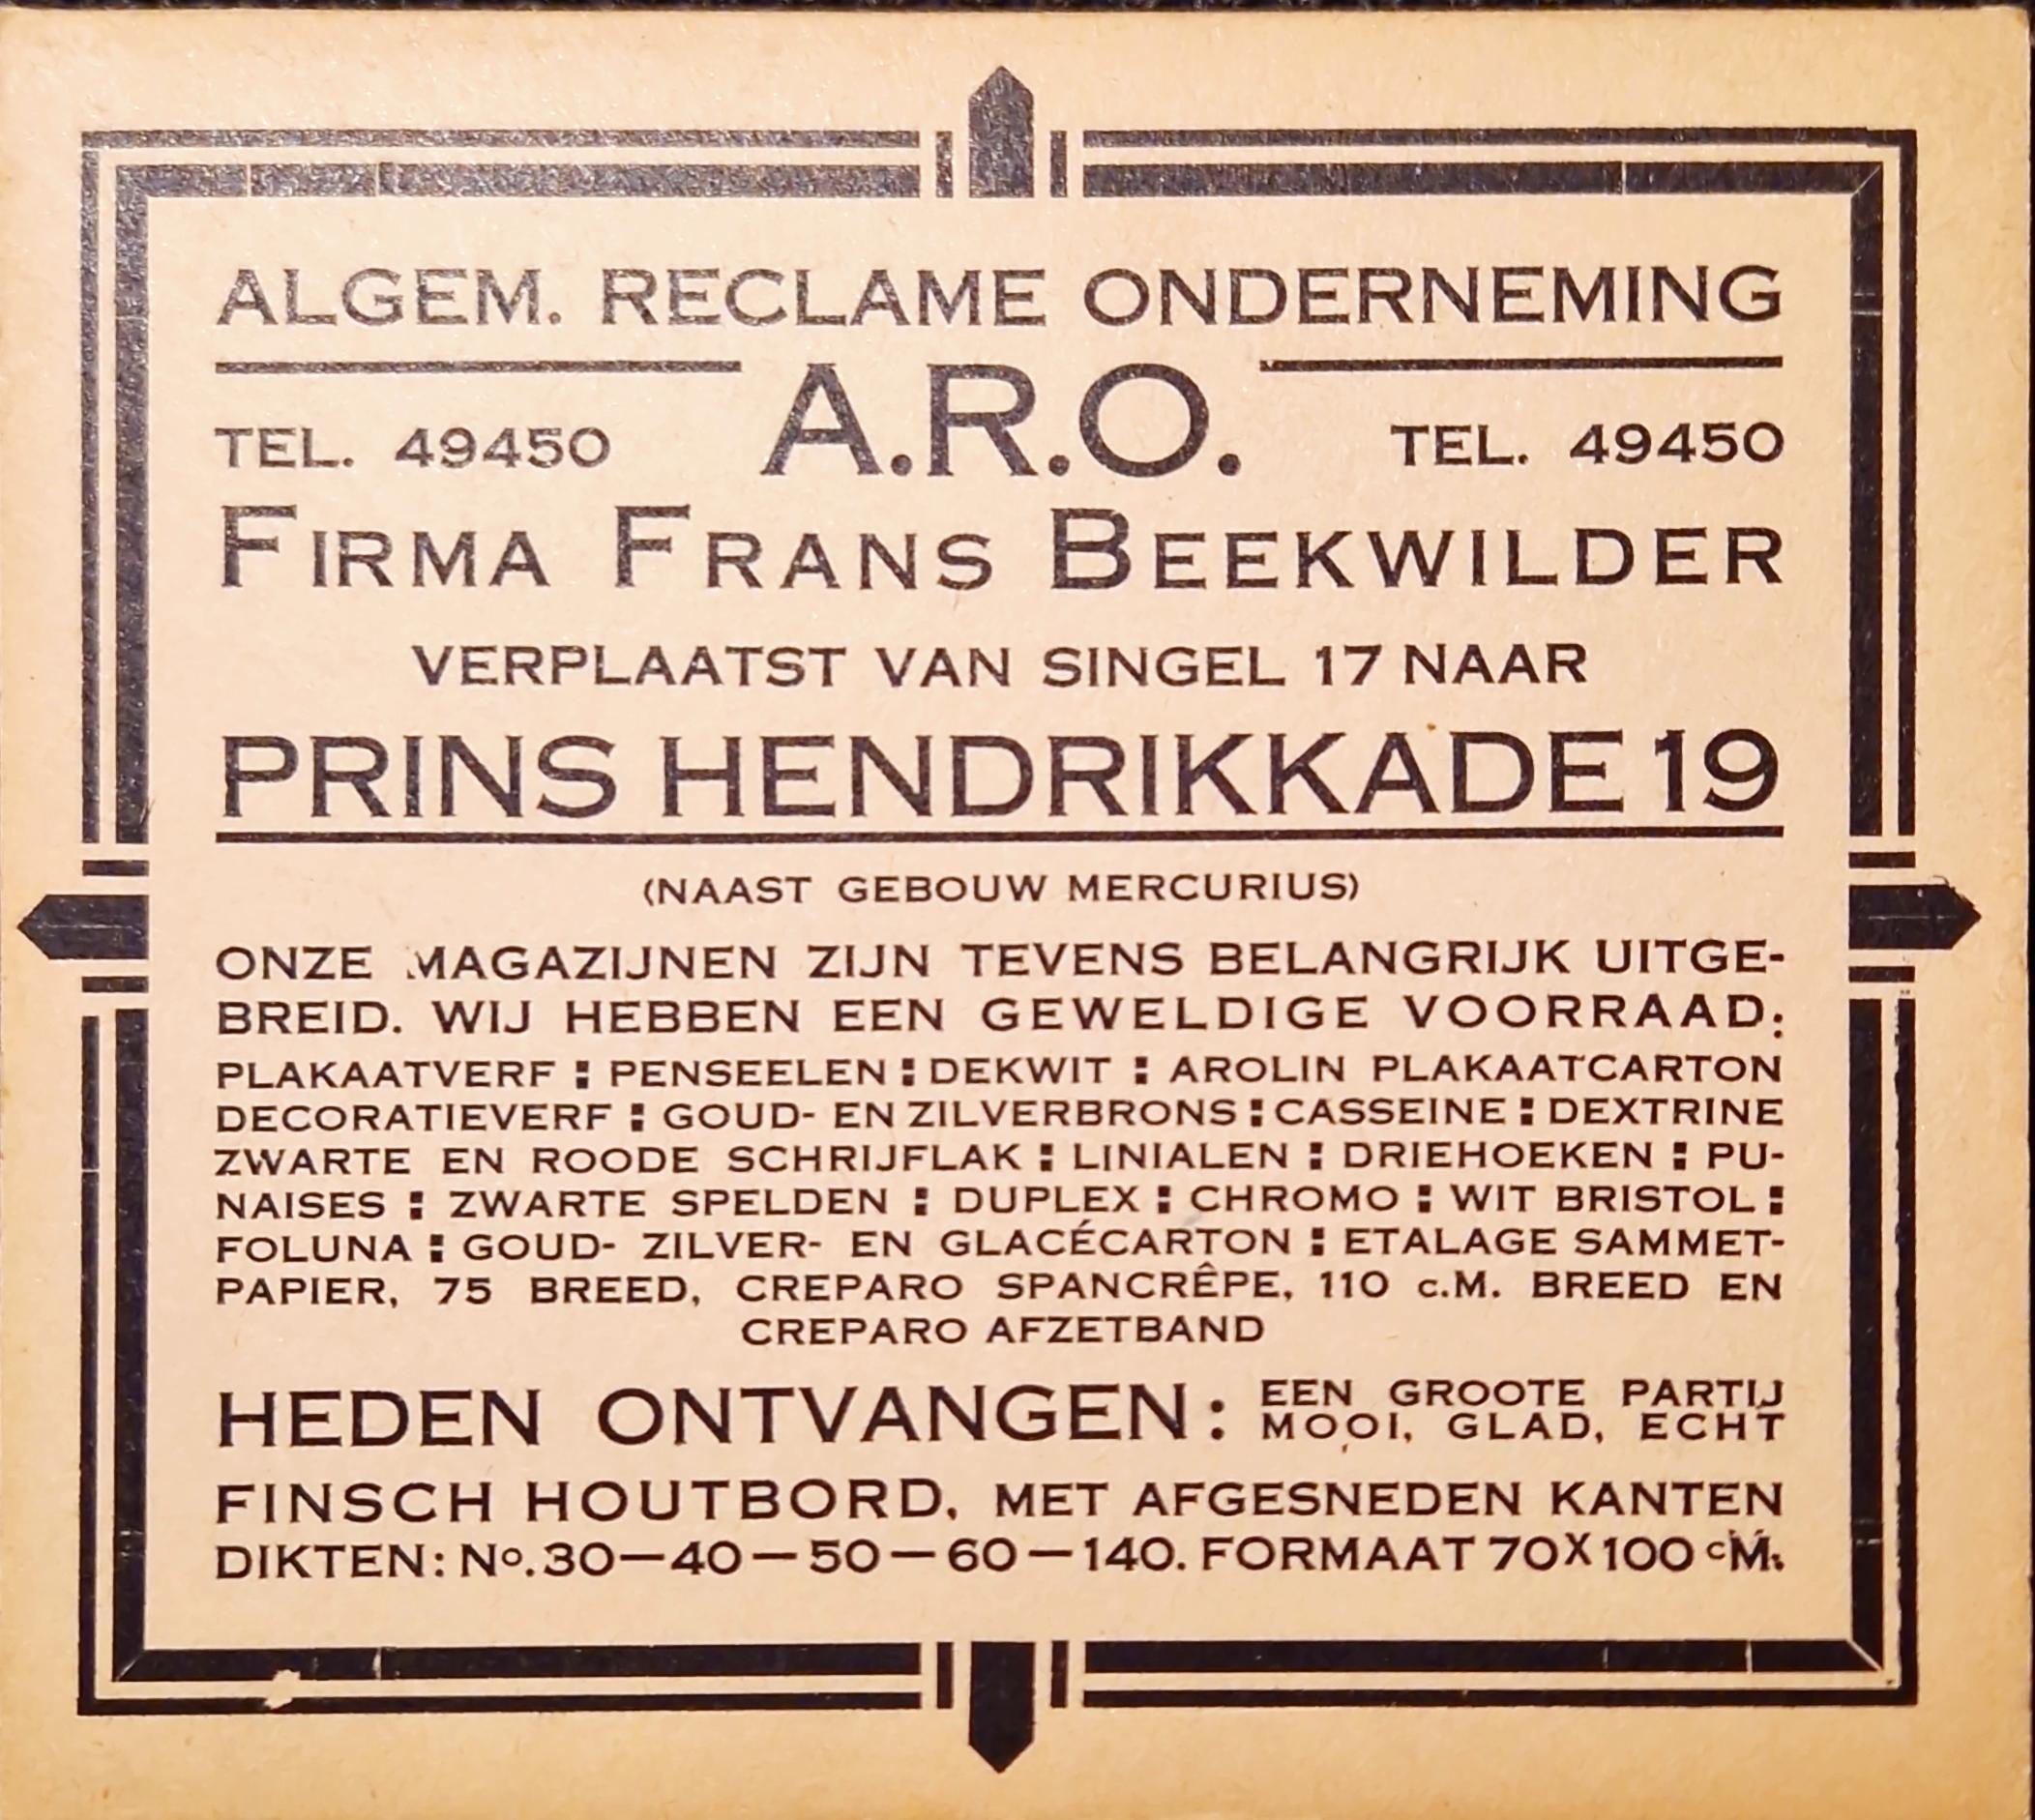 ALGEM. RECLAME ONDERNEMING
TEL. 49450 A.R.O. TEL. 49450
FIRMA FRANS BEEKWILDER
VERPLAATST VAN SINGEL 17 NAAR
PRINS HENDRIKKADE 19
(NAAST GEBOUW MERCURIUS)
ONZE MAGAZIJNEN ZIJN TEVENS BELANGRIJK UITGE-
BREID. WIJ HEBBEN EEN GEWELDIGE VOORRAAD:
PLAKAATVERF : PENSEELEN : DEKWIT : AROLIN PLAKAATCARTON
DECORATIEVERF : GOUD- EN ZILVERBRONS : CASSEINE : DEXTRINE
ZWARTE EN ROODE SCHRIJFLAK : LINIALEN : DRIEHOEKEN : PU-
NAISES : ZWARTE SPELDEN : DUPLEX : CHROMO : WIT BRISTOL :
FOLUNA : GOUD- ZILVER- EN GLACÉCARTON : ETALAGE SAMMET-
PAPIER, 75 BREED, CREPARO SPANCRÊPE, 110 c.M. BREED EN
CREPARO AFZETBAND
HEDEN ONTVANGEN: EEN GROOTE PARTIJ
MOOI, GLAD, ECHT
FINSCH HOUTBORD, MET AFGESNEDEN KANTEN
DIKTEN: No. 30—40—50—60—140. FORMAAT 70X100 cM.